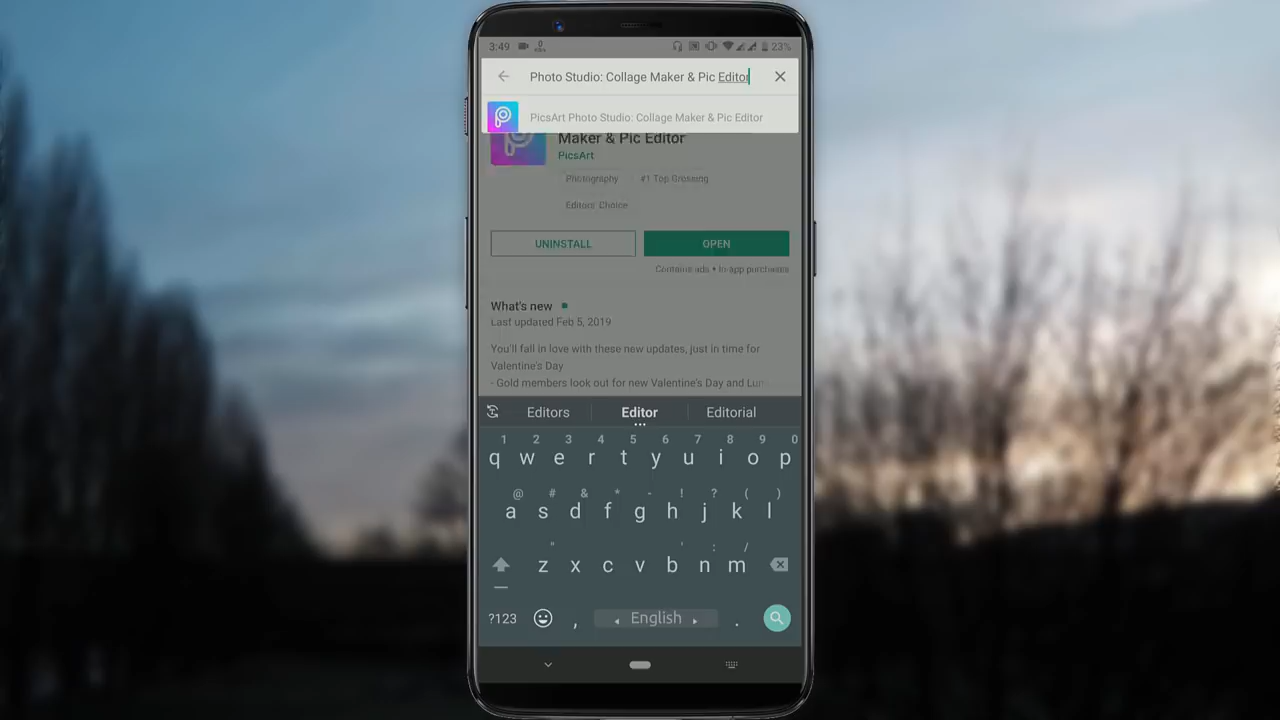 3:49
0
KB/s
23%
Photo Studio: Collage Maker & Pic Editor
PicsArt Photo Studio: Collage Maker & Pic Editor
Maker & Pic Editor
PicsArt
Photography #1 Top Grossing
Editors' Choice
UNINSTALL OPEN
Contains ads • In-app purchases
What's new
Last updated Feb 5, 2019
You'll fall in love with these new updates, just in time for
Valentine's Day
- Gold members look out for new Valentine's Day and Lun
Editors Editor Editorial
1 2 3 4 5 6 7 8 9 0
q w e r t y u i o p
@ # & * - ! ? ( )
a s d f g h j k l
" ' : /
z x c v b n m
?123 , English .